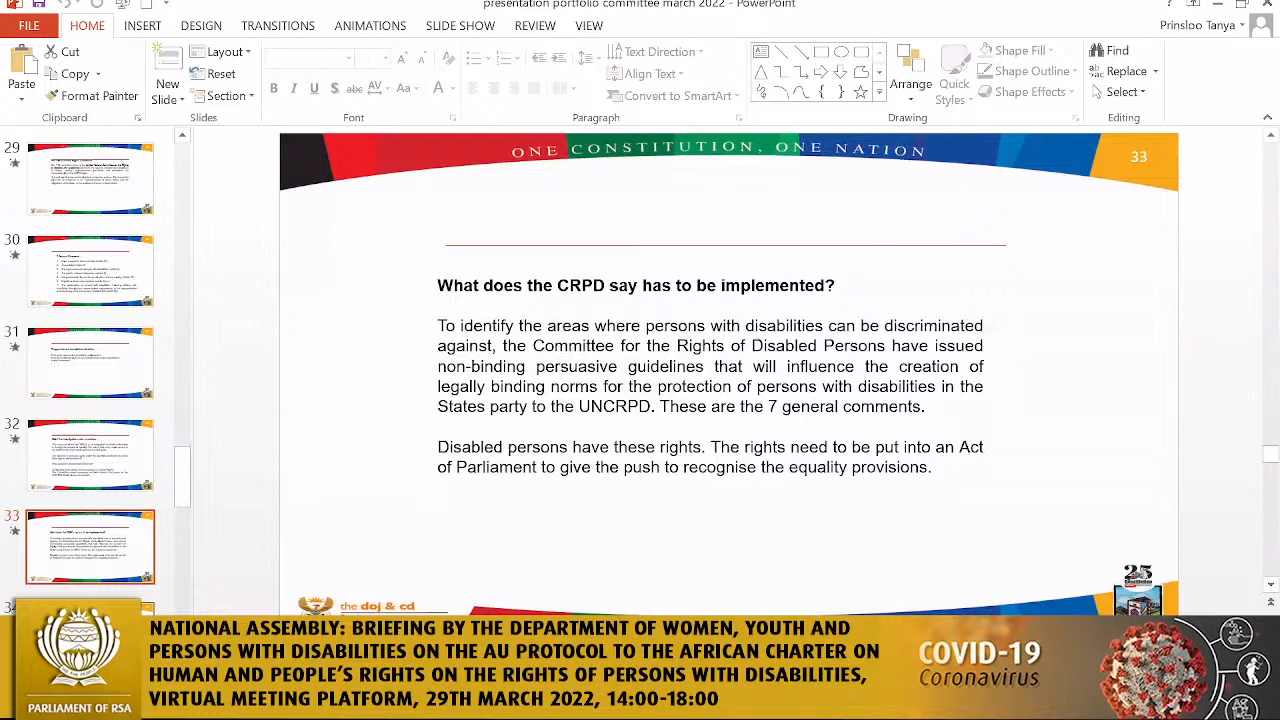 presentation portfolio committee march 2022 - PowerPoint
FILE HOME INSERT DESIGN TRANSITIONS ANIMATIONS SLIDE SHOW REVIEW VIEW Prinsloo Tanya
Cut
Copy
Format Painter
Paste
Clipboard
New Slide
Layout
Reset
Section
Slides
B I U S abc AV Aa A
Font
Text Direction
Align Text
Convert to SmartArt
Paragraph
Arrange
Quick Styles
Shape Fill
Shape Outline
Shape Effects
Drawing
Find
Replace
Select
Editing
29
30
31
32
33
34
ONE CONSTITUTION, ONE NATION
33
What does the CRPD say has to be implemented?
To identify the areas where persons with disabilities can be discriminated
against, the Committee for the Rights of Disabled Persons have issued
non-binding persuasive guidelines that will influence the creation of
legally binding norms for the protection of persons with disabilities in the
States party to the UNCRPD. These are the 7 general comments.
Disabled persons have these rights. The norms need to be put into an Act
of Parliament to give the push to recognise the equality provisions.
the doj & cd
25
PARLIAMENT OF RSA
NATIONAL ASSEMBLY: BRIEFING BY THE DEPARTMENT OF WOMEN, YOUTH AND
PERSONS WITH DISABILITIES ON THE AU PROTOCOL TO THE AFRICAN CHARTER ON
HUMAN AND PEOPLE'S RIGHTS ON THE RIGHTS OF PERSONS WITH DISABILITIES,
VIRTUAL MEETING PLATFORM, 29TH MARCH 2022, 14:00-18:00
COVID-19
Coronavirus